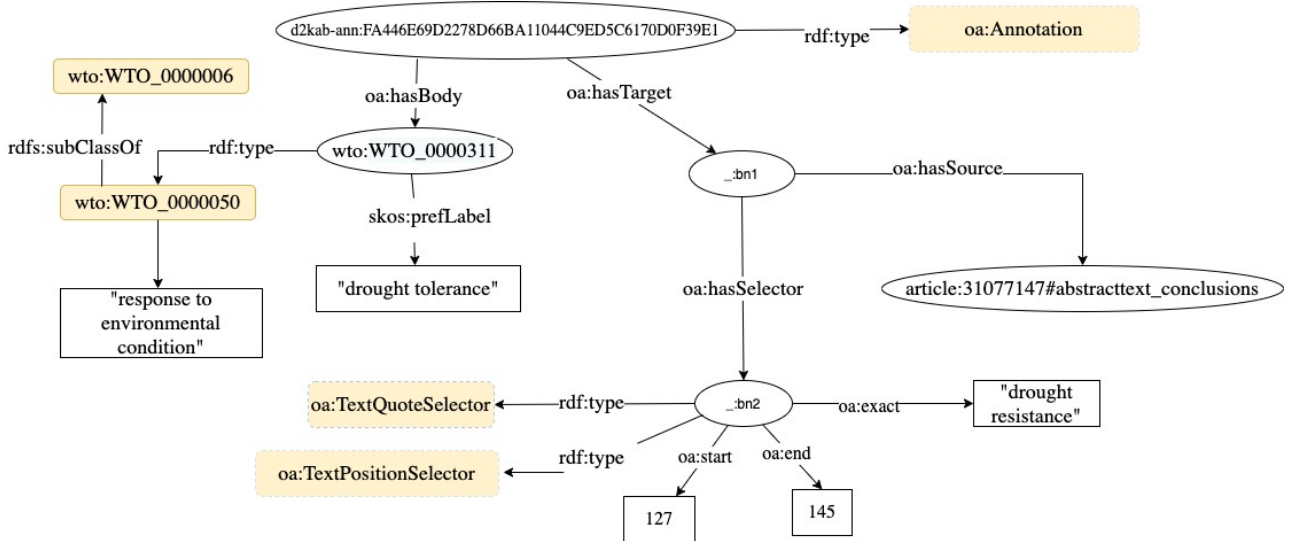 d2kab-ann:FA446E69D2278D66BA11044C9ED5C6170D0F39E1
rdf:type
oa:Annotation
wto:WTO_0000006
oa:hasBody
oa:hasTarget
rdfs:subClassOf
rdf:type
wto:WTO_0000311
_:bn1
oa:hasSource
wto:WTO_0000050
skos:prefLabel
"response to
environmental
condition"
"drought tolerance"
oa:hasSelector
article:31077147#abstracttext_conclusions
oa:TextQuoteSelector
rdf:type
_:bn2
oa:exact
"drought
resistance"
oa:TextPositionSelector
rdf:type
oa:start
oa:end
127
145